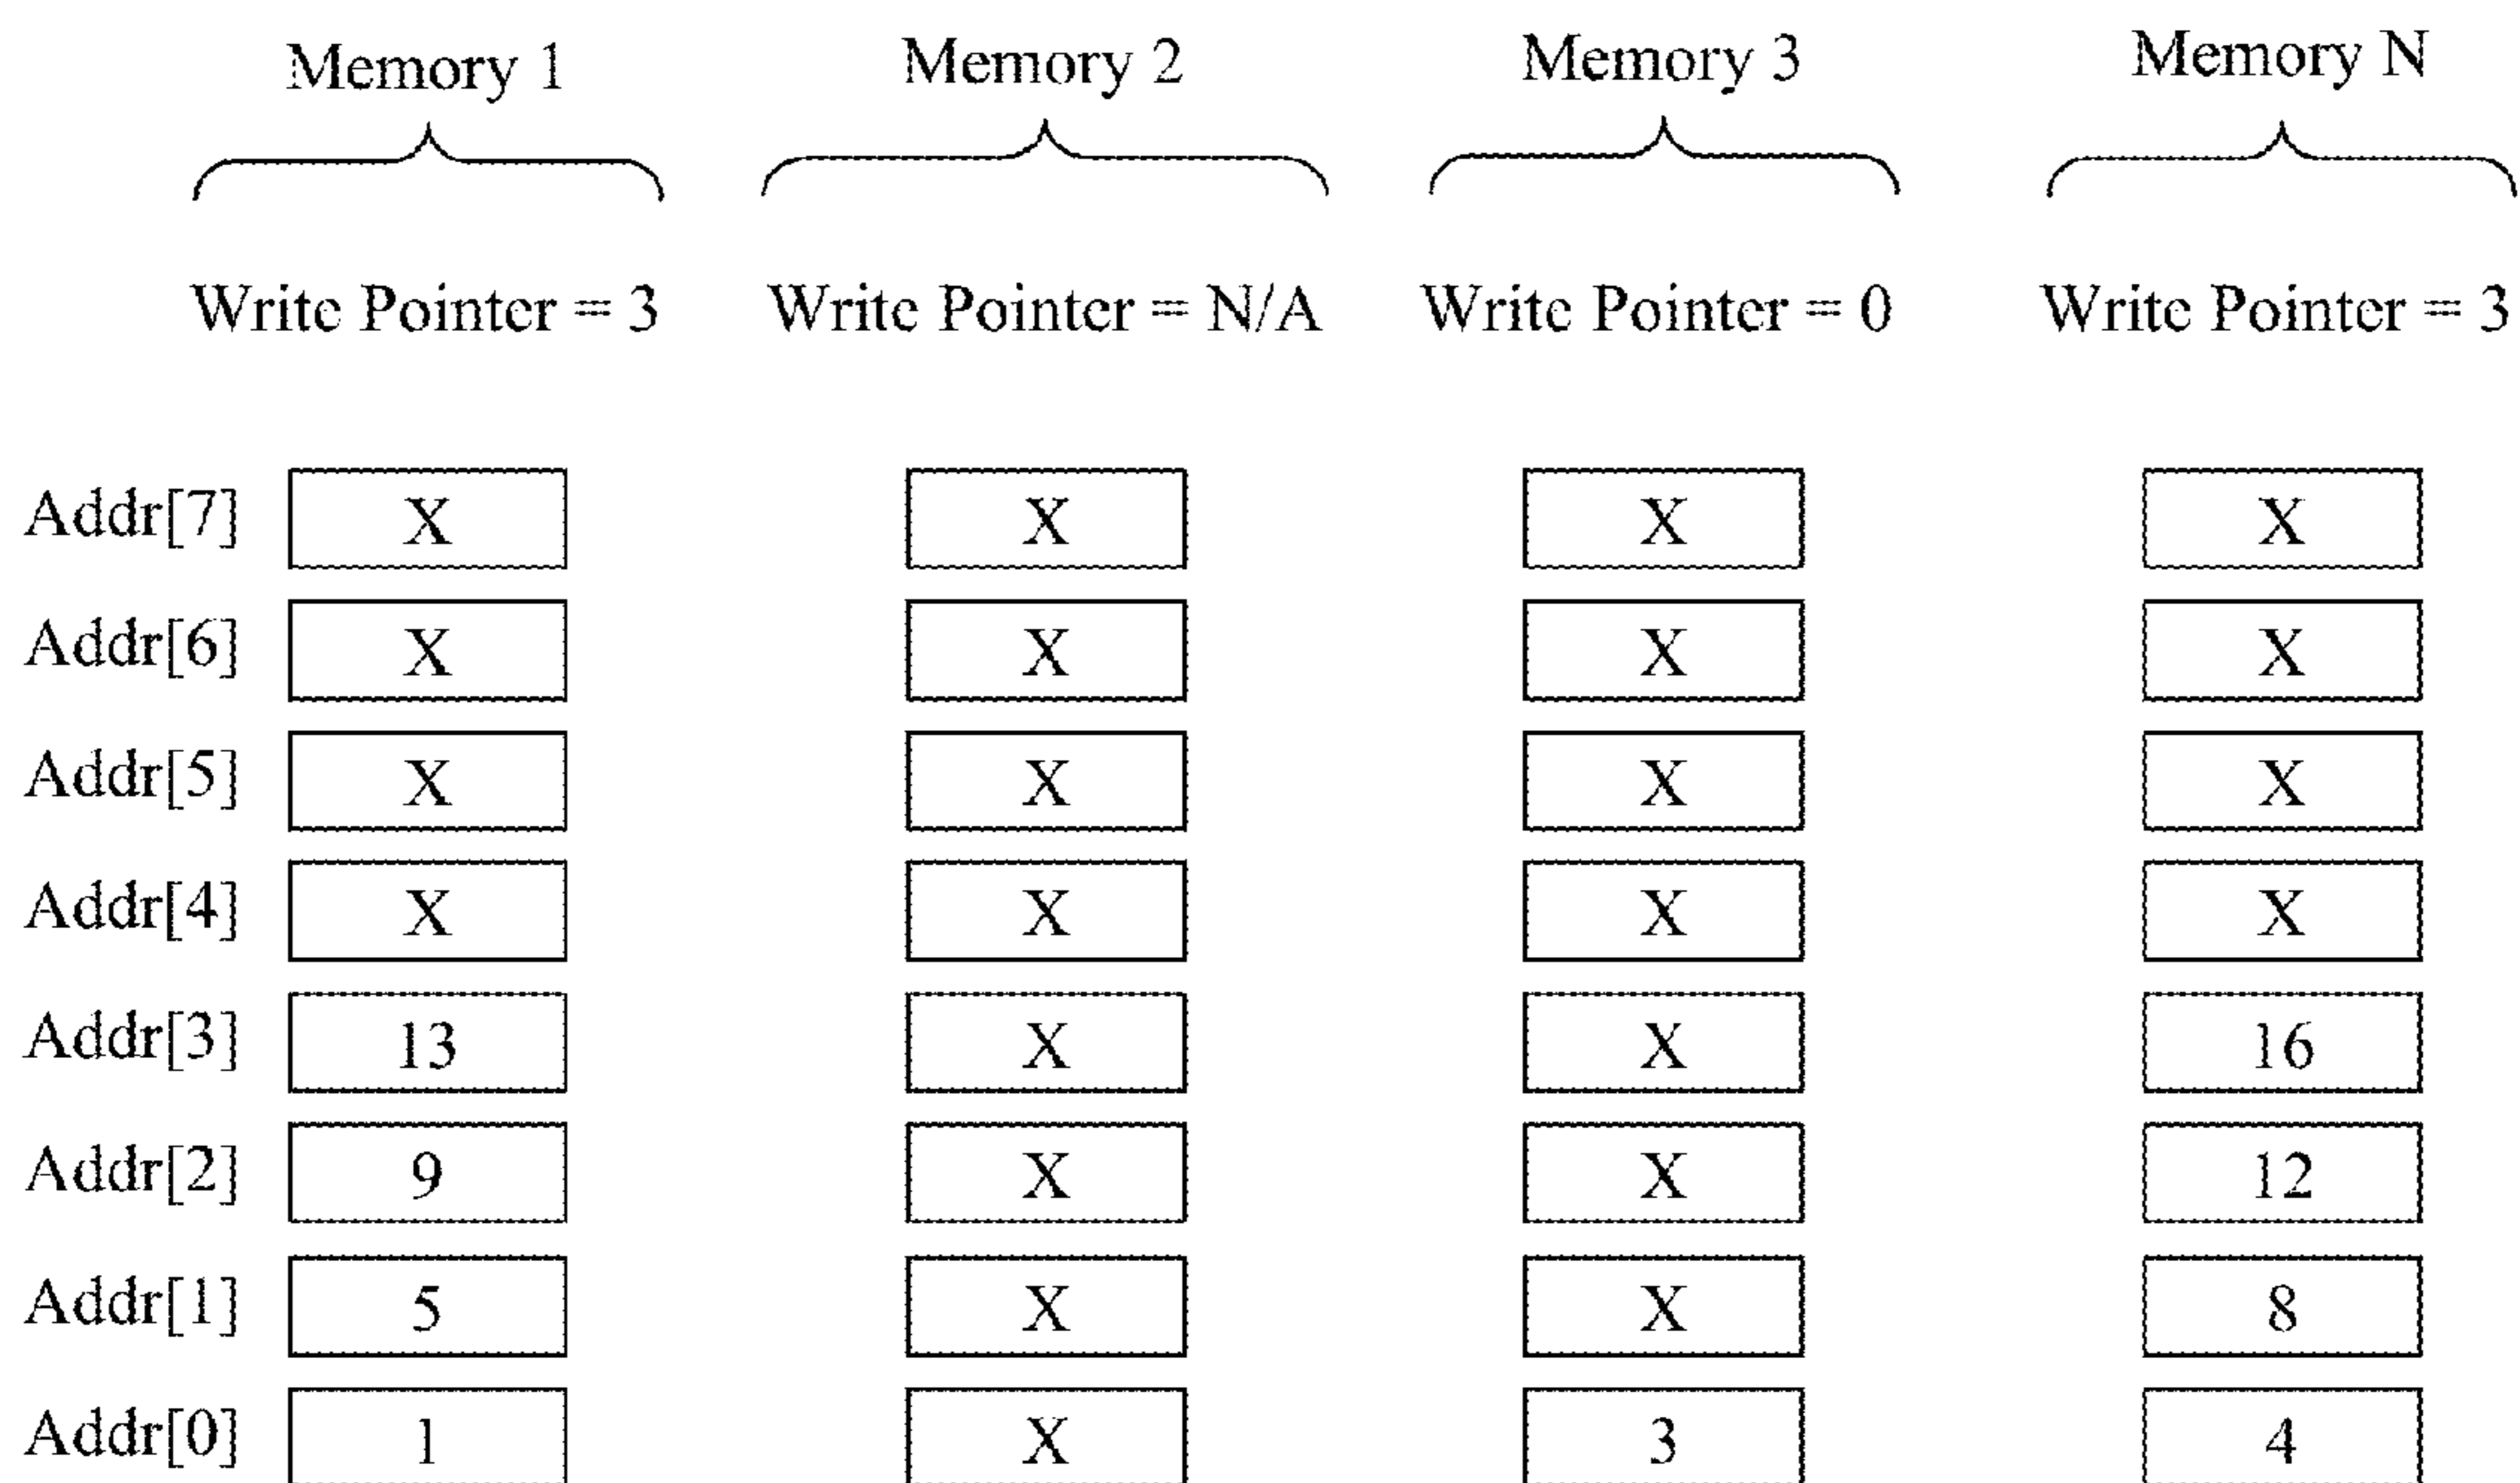 Memory 1 Memory 2 Memory 3 Memory N
Write Pointer = 3 Write Pointer = N/A Write Pointer = 0 Write Pointer = 3
Addr[7] X X X X
Addr[6] X X X X
Addr[5] X X X X
Addr[4] X X X X
Addr[3] 13 X X 16
Addr[2] 9 X X 12
Addr[1] 5 X X 8
Addr[0] 1 X 3 4